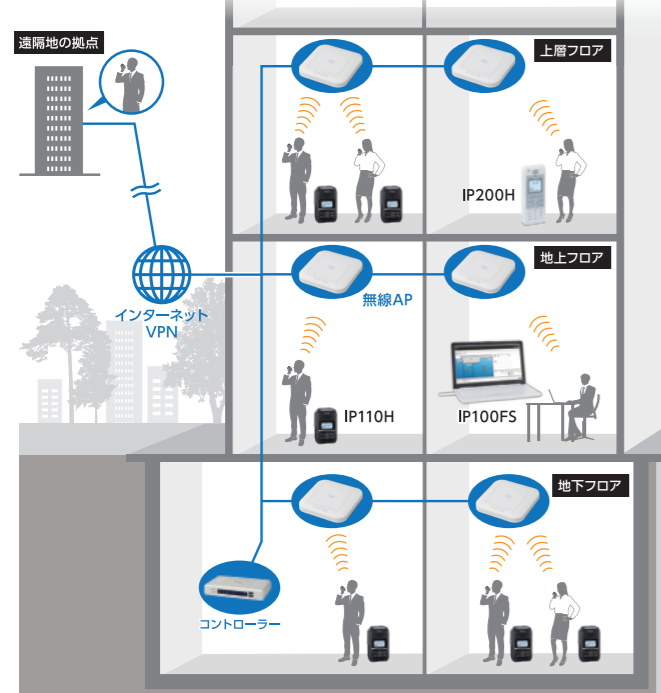 遠隔地の拠点
上層フロア
IP200H
地上フロア
無線AP
インターネット
VPN
IP110H
IP100FS
地下フロア
コントローラー